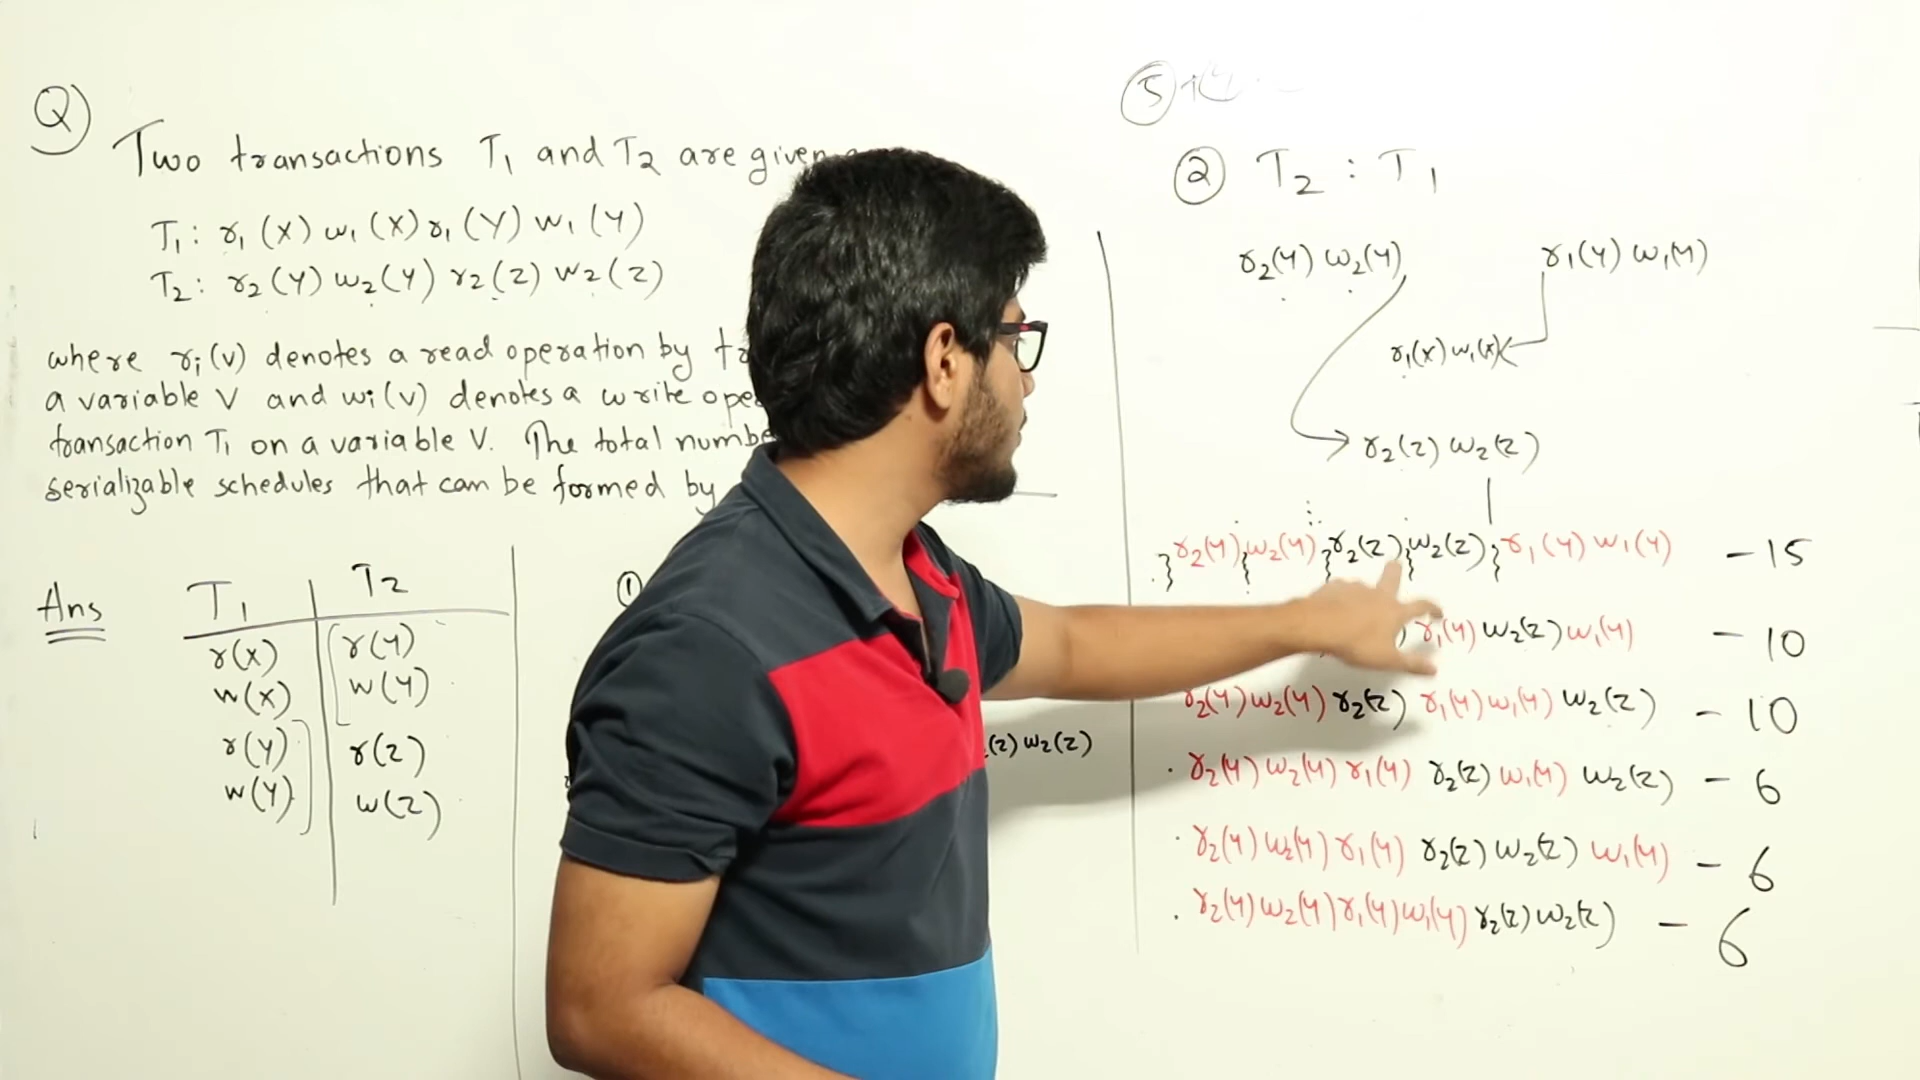 Q)
Two transactions T1 and T2 are given
T1: r1(x) w1(x) r1(y) w1(y)
T2: r2(y) w2(y) r2(z) w2(z)
where ri(v) denotes a read operation by
a variable V and wi(v) denotes a write
transaction Ti on a variable V. The total
serializable schedules that can be formed by
Ans
T1 T2
r(x) r(y)
w(x) w(y)
r(y) r(z)
w(y) w(z)
①
(z) w2(z)
② T2 : T1
r2(y) w2(y) r1(y) w1(y)
r1(x) w1(x)
r2(z) w2(z)
r2(y) w2(y) r2(z) w2(z) r1(y) w1(y) - 15
r1(y) w2(z) w1(y) - 10
r2(y) w2(y) r2(z) r1(y) w1(y) w2(z) - 10
r2(y) w2(y) r1(y) r2(z) w1(y) w2(z) - 6
r2(y) w2(y) r1(y) r2(z) w2(z) w1(y) - 6
r2(y) w2(y) r1(y) w1(y) r2(z) w2(z) - 6